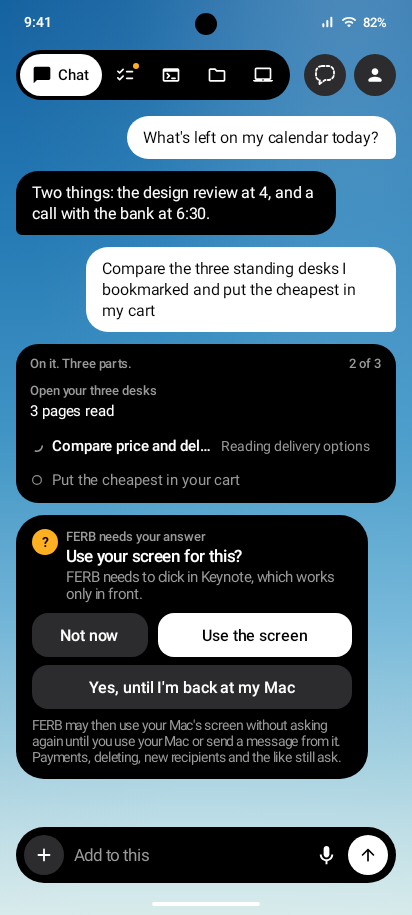 9:41
82%
Chat
What's left on my calendar today?
Two things: the design review at 4, and a
call with the bank at 6:30.
Compare the three standing desks I
bookmarked and put the cheapest in
my cart
On it. Three parts.
2 of 3
Open your three desks
3 pages read
Compare price and del...
Reading delivery options
Put the cheapest in your cart
?
FERB needs your answer
Use your screen for this?
FERB needs to click in Keynote, which works
only in front.
Not now
Use the screen
Yes, until I'm back at my Mac
FERB may then use your Mac's screen without asking
again until you use your Mac or send a message from it.
Payments, deleting, new recipients and the like still ask.
Add to this